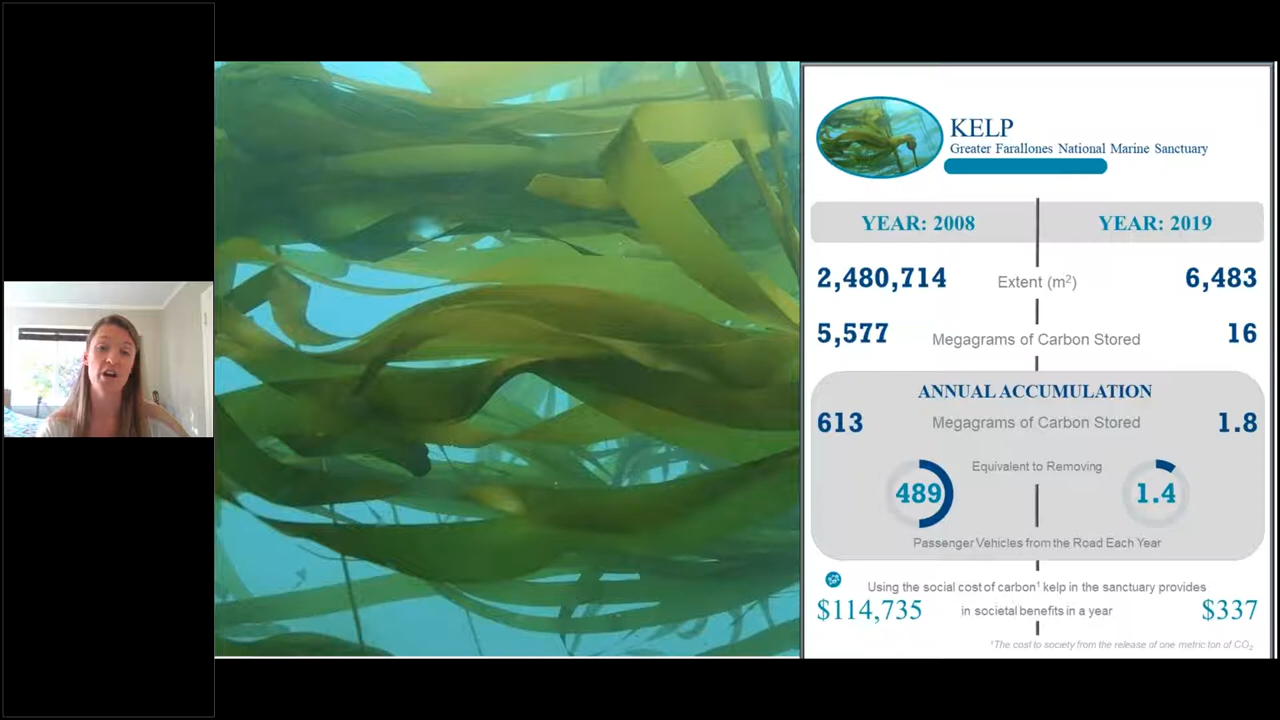 KELP
Greater Farallones National Marine Sanctuary
YEAR: 2008
YEAR: 2019
2,480,714 Extent (m²) 6,483
5,577 Megagrams of Carbon Stored 16
ANNUAL ACCUMULATION
613 Megagrams of Carbon Stored 1.8
Equivalent to Removing
489 1.4
Passenger Vehicles from the Road Each Year
Using the social cost of carbon¹ kelp in the sanctuary provides
$114,735 in societal benefits in a year $337
¹The cost to society from the release of one metric ton of CO₂